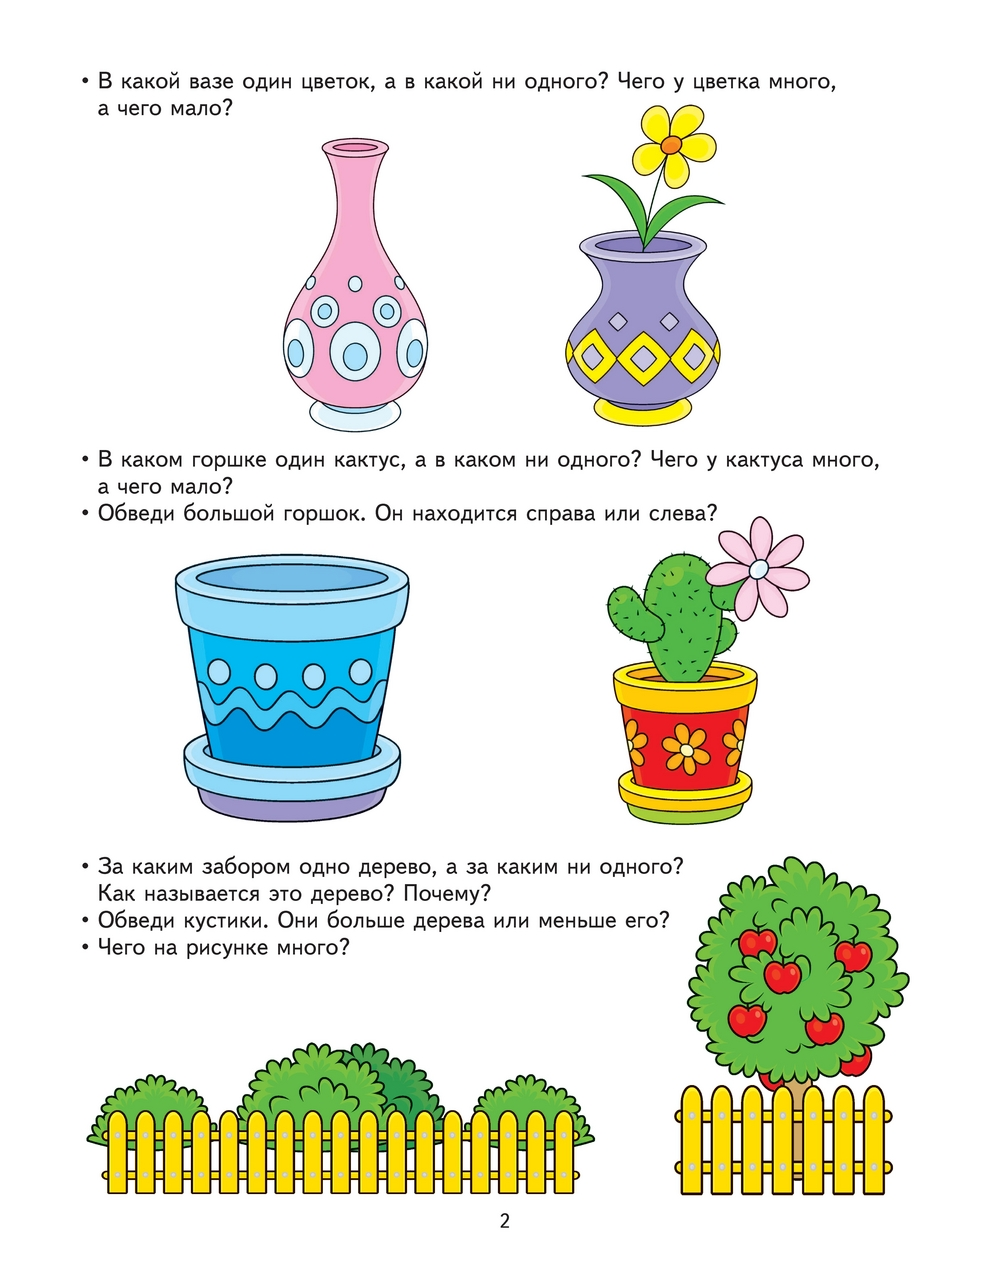 • В какой вазе один цветок, а в какой ни одного? Чего у цветка много,
а чего мало?
• В каком горшке один кактус, а в каком ни одного? Чего у кактуса много,
а чего мало?
• Обведи большой горшок. Он находится справа или слева?
• За каким забором одно дерево, а за каким ни одного?
Как называется это дерево? Почему?
• Обведи кустики. Они больше дерева или меньше его?
• Чего на рисунке много?
2